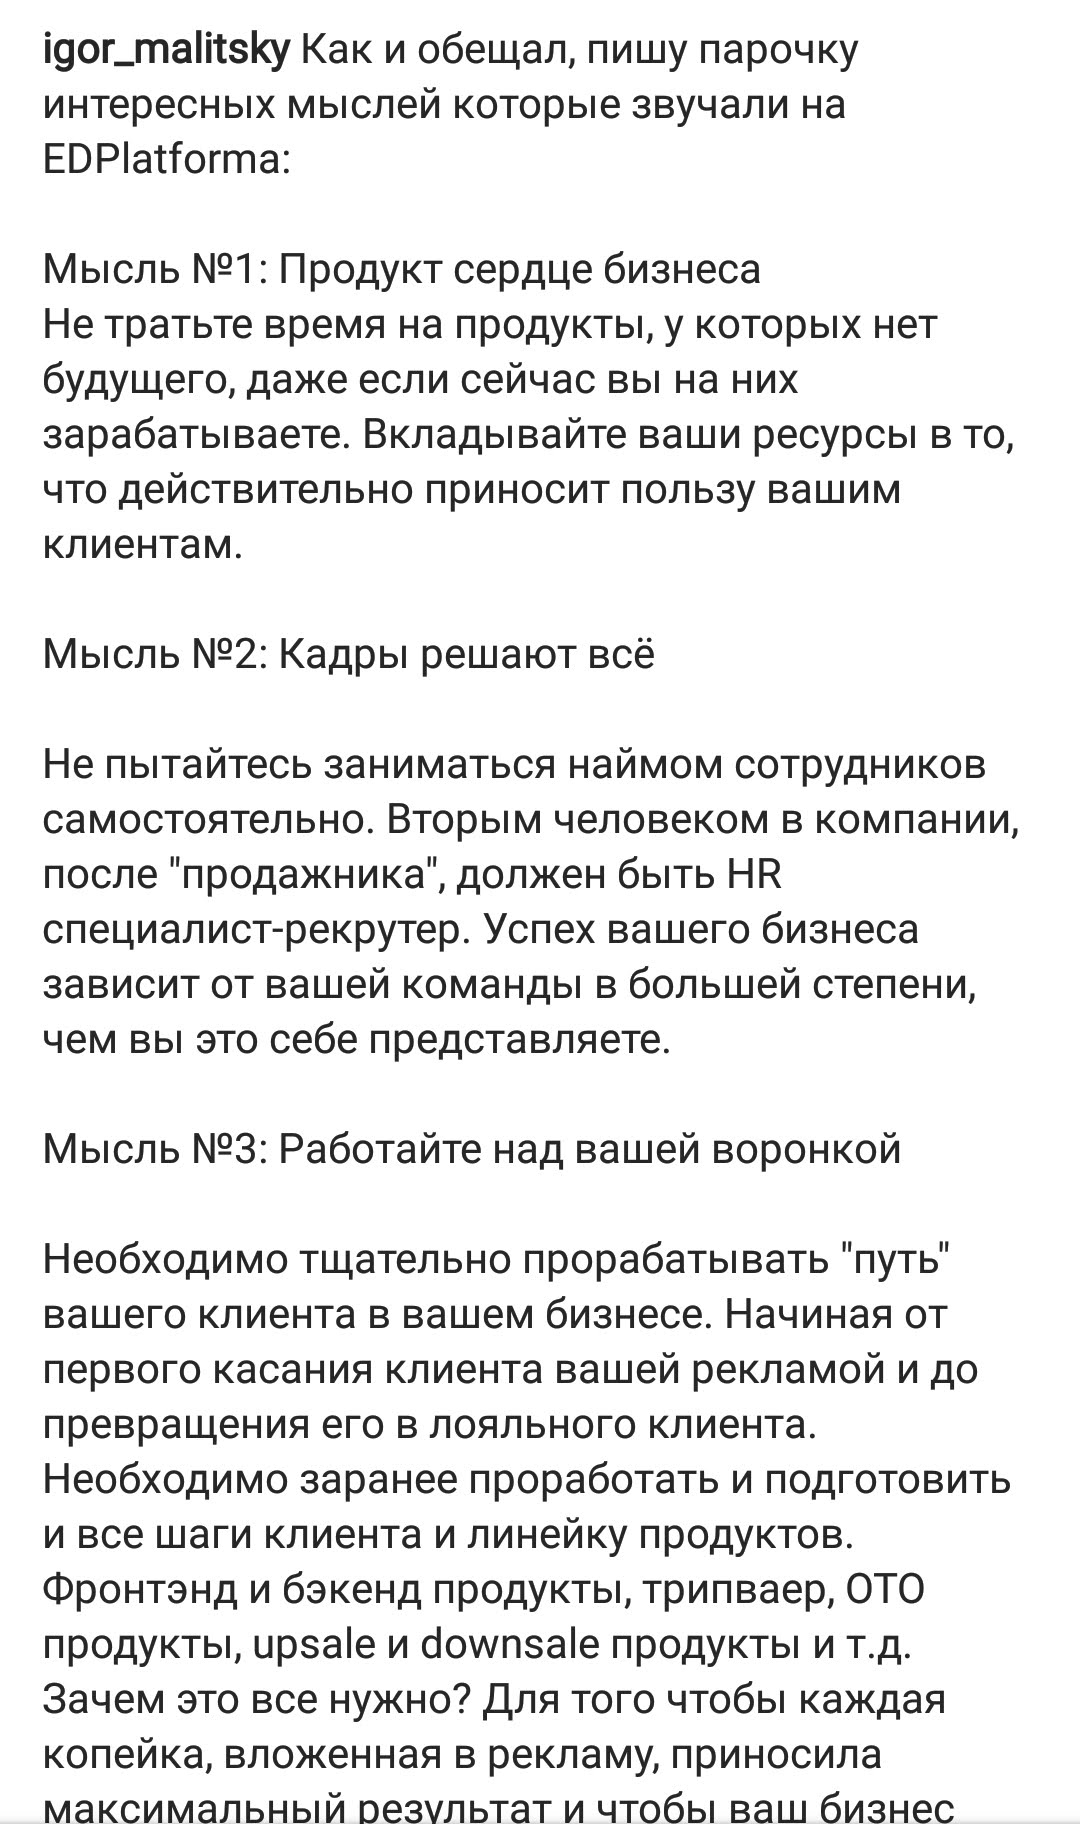 igor_malitsky Как и обещал, пишу парочку
интересных мыслей которые звучали на
EDPlatforma:
Мысль №1: Продукт сердце бизнеса
Не тратьте время на продукты, у которых нет
будущего, даже если сейчас вы на них
зарабатываете. Вкладывайте ваши ресурсы в то,
что действительно приносит пользу вашим
клиентам.
Мысль №2: Кадры решают всё
Не пытайтесь заниматься наймом сотрудников
самостоятельно. Вторым человеком в компании,
после "продажника", должен быть HR
специалист-рекрутер. Успех вашего бизнеса
зависит от вашей команды в большей степени,
чем вы это себе представляете.
Мысль №3: Работайте над вашей воронкой
Необходимо тщательно прорабатывать "путь"
вашего клиента в вашем бизнесе. Начиная от
первого касания клиента вашей рекламой и до
превращения его в лояльного клиента.
Необходимо заранее проработать и подготовить
и все шаги клиента и линейку продуктов.
Фронтэнд и бэкенд продукты, трипваер, ОТО
продукты, upsale и downsale продукты и т.д.
Зачем это все нужно? Для того чтобы каждая
копейка, вложенная в рекламу, приносила
максимальный результат и чтобы ваш бизнес